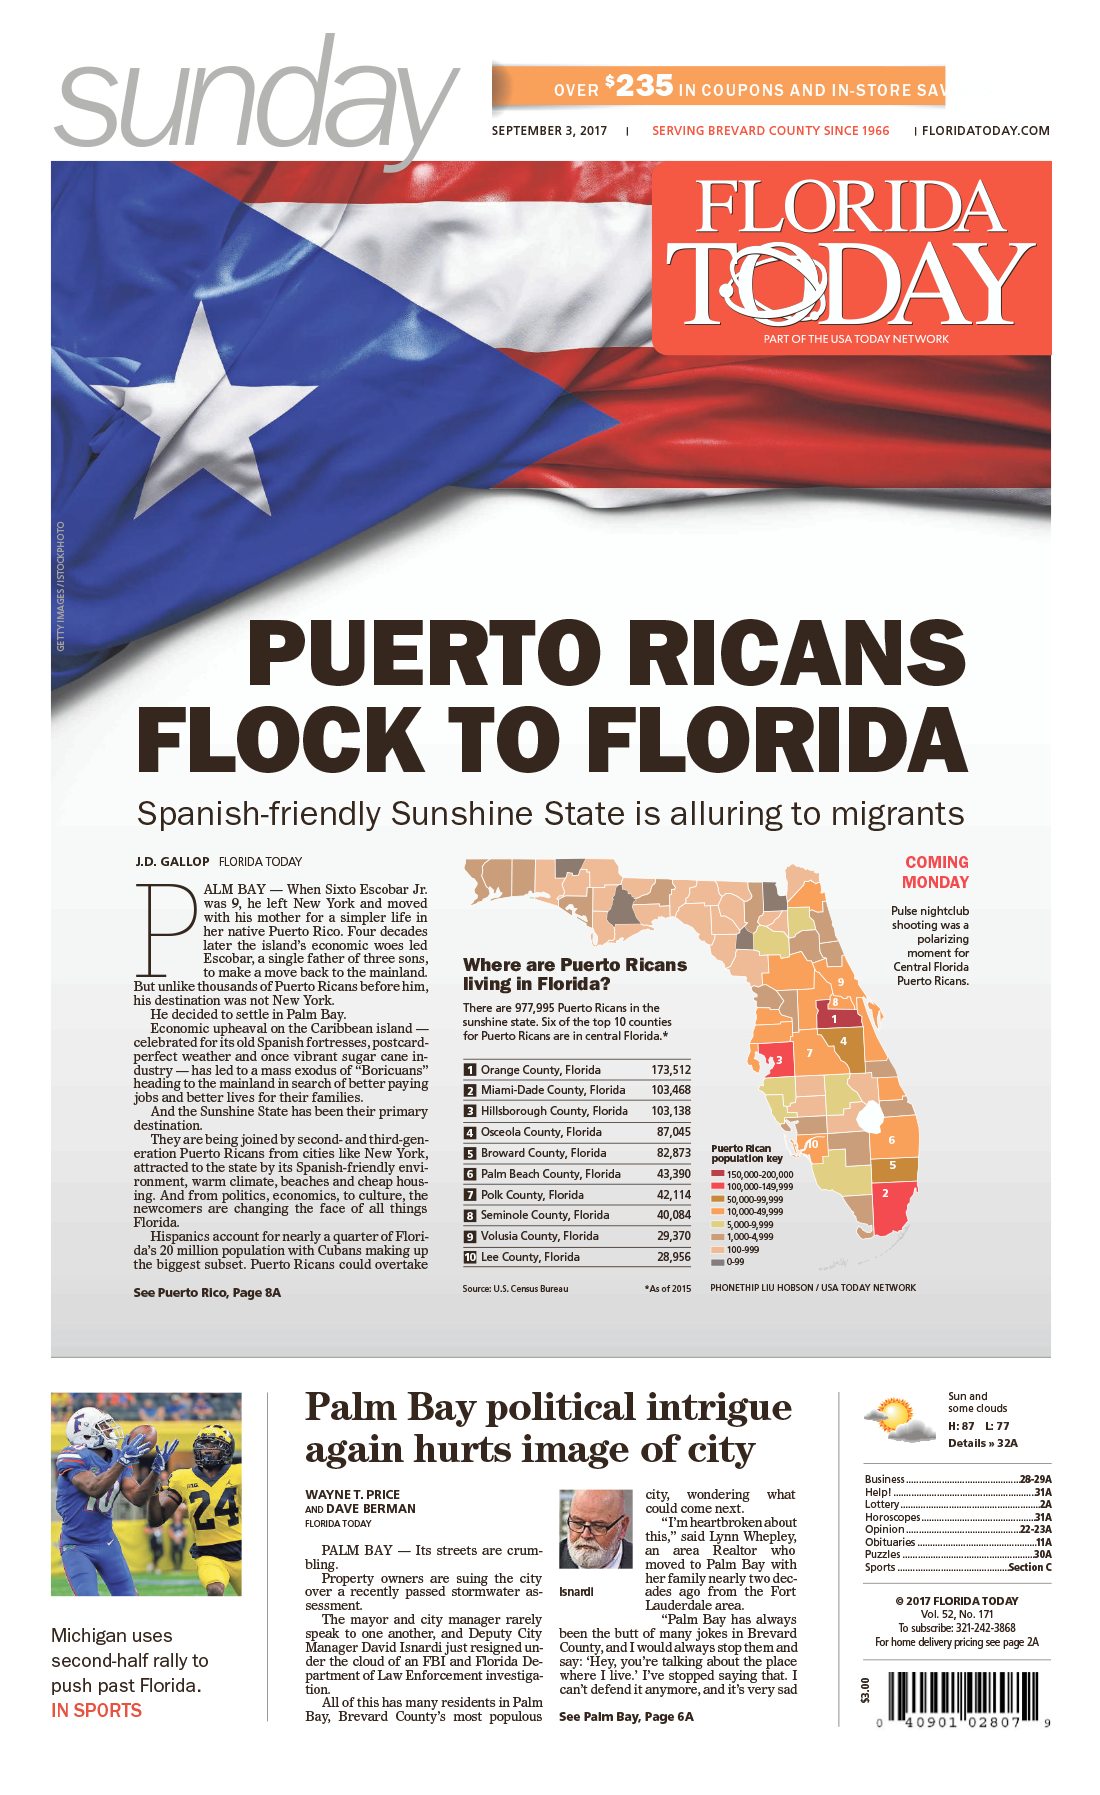 sunday
OVER $235 IN COUPONS AND IN-STORE SAV
SEPTEMBER 3, 2017 | SERVING BREVARD COUNTY SINCE 1966 | FLORIDATODAY.COM
FLORIDA
TODAY
PART OF THE USA TODAY NETWORK
GETTY IMAGES / ISTOCKPHOTO
PUERTO RICANS
FLOCK TO FLORIDA
Spanish-friendly Sunshine State is alluring to migrants
J.D. GALLOP FLORIDA TODAY
PALM BAY — When Sixto Escobar Jr.
was 9, he left New York and moved
with his mother for a simpler life in
her native Puerto Rico. Four decades
later the island's economic woes led
Escobar, a single father of three sons,
to make a move back to the mainland.
But unlike thousands of Puerto Ricans before him,
his destination was not New York.
He decided to settle in Palm Bay.
Economic upheaval on the Caribbean island —
celebrated for its old Spanish fortresses, postcard-
perfect weather and once vibrant sugar cane in-
dustry — has led to a mass exodus of "Boricuans"
heading to the mainland in search of better paying
jobs and better lives for their families.
And the Sunshine State has been their primary
destination.
They are being joined by second- and third-gen-
eration Puerto Ricans from cities like New York,
attracted to the state by its Spanish-friendly envi-
ronment, warm climate, beaches and cheap hous-
ing. And from politics, economics, to culture, the
newcomers are changing the face of all things
Florida.
Hispanics account for nearly a quarter of Flori-
da's 20 million population with Cubans making up
the biggest subset. Puerto Ricans could overtake
See Puerto Rico, Page 8A
Where are Puerto Ricans
living in Florida?
There are 977,995 Puerto Ricans in the
sunshine state. Six of the top 10 counties
for Puerto Ricans are in central Florida.*
1 Orange County, Florida 173,512
2 Miami-Dade County, Florida 103,468
3 Hillsborough County, Florida 103,138
4 Osceola County, Florida 87,045
5 Broward County, Florida 82,873
6 Palm Beach County, Florida 43,390
7 Polk County, Florida 42,114
8 Seminole County, Florida 40,084
9 Volusia County, Florida 29,370
10 Lee County, Florida 28,956
Source: U.S. Census Bureau *As of 2015
9
8
1
4
3
7
10
6
5
2
Puerto Rican
population key
150,000-200,000
100,000-149,999
50,000-99,999
10,000-49,999
5,000-9,999
1,000-4,999
100-999
0-99
PHONETHIP LIU HOBSON / USA TODAY NETWORK
COMING
MONDAY
Pulse nightclub
shooting was a
polarizing
moment for
Central Florida
Puerto Ricans.
24
Michigan uses
second-half rally to
push past Florida.
IN SPORTS
Palm Bay political intrigue
again hurts image of city
WAYNE T. PRICE
AND DAVE BERMAN
FLORIDA TODAY
PALM BAY — Its streets are crum-
bling.
Property owners are suing the city
over a recently passed stormwater as-
sessment.
The mayor and city manager rarely
speak to one another, and Deputy City
Manager David Isnardi just resigned un-
der the cloud of an FBI and Florida De-
partment of Law Enforcement investiga-
tion.
All of this has many residents in Palm
Bay, Brevard County's most populous
Isnardi
city, wondering what
could come next.
"I'm heartbroken about
this," said Lynn Whepley,
an area Realtor who
moved to Palm Bay with
her family nearly two dec-
ades ago from the Fort
Lauderdale area.
"Palm Bay has always
been the butt of many jokes in Brevard
County, and I would always stop them and
say: 'Hey, you're talking about the place
where I live.' I've stopped saying that. I
can't defend it anymore, and it's very sad
See Palm Bay, Page 6A
Sun and
some clouds
H: 87 L: 77
Details » 32A
Business 28-29A
Help! 31A
Lottery 2A
Horoscopes 31A
Opinion 22-23A
Obituaries 11A
Puzzles 30A
Sports Section C
© 2017 FLORIDA TODAY
Vol. 52, No. 171
To subscribe: 321-242-3868
For home delivery pricing see page 2A
$3.00
0 40901 02807 9